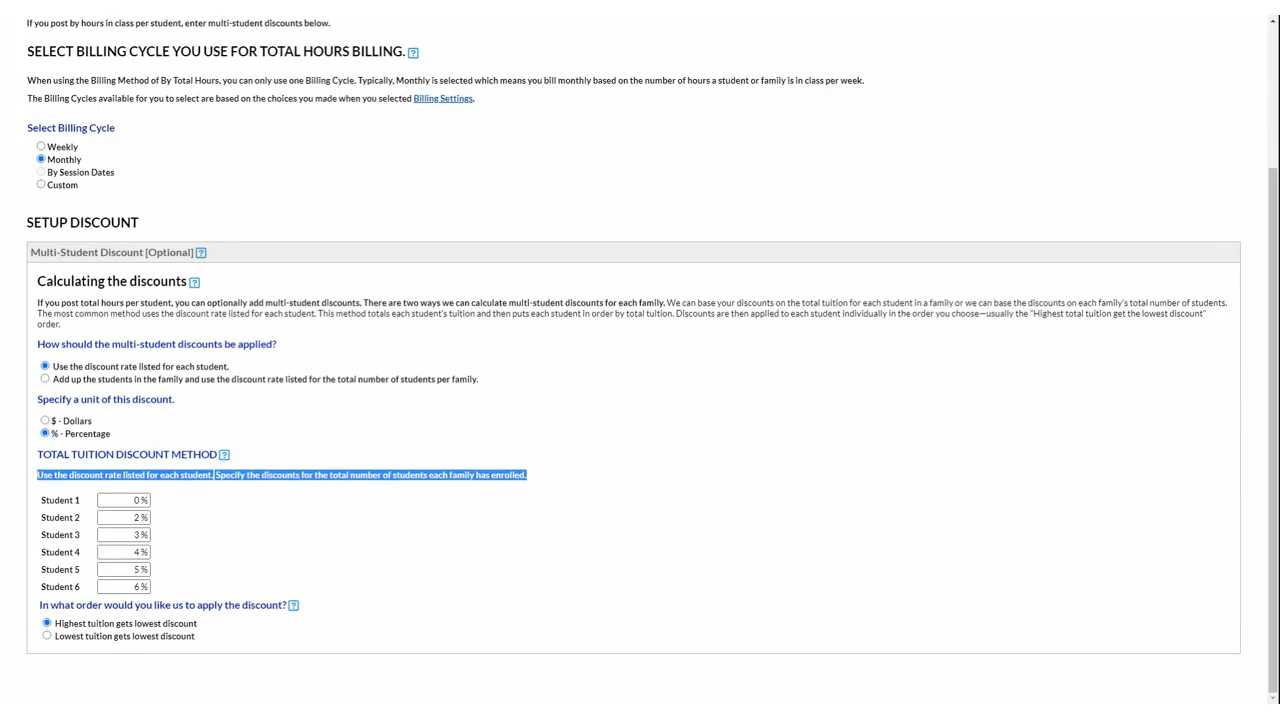 If you post by hours in class per student, enter multi-student discounts below.
SELECT BILLING CYCLE YOU USE FOR TOTAL HOURS BILLING. ?
When using the Billing Method of By Total Hours, you can only use one Billing Cycle. Typically, Monthly is selected which means you bill monthly based on the number of hours a student or family is in class per week.
The Billing Cycles available for you to select are based on the choices you made when you selected Billing Settings.
Select Billing Cycle
Weekly
Monthly
By Session Dates
Custom
SETUP DISCOUNT
Multi-Student Discount [Optional] ?
Calculating the discounts ?
If you post total hours per student, you can optionally add multi-student discounts. There are two ways we can calculate multi-student discounts for each family. We can base your discounts on the total tuition for each student in a family or we can base the discounts on each family's total number of students.
The most common method uses the discount rate listed for each student. This method totals each student's tuition and then puts each student in order by total tuition. Discounts are then applied to each student individually in the order you choose—usually the "Highest total tuition get the lowest discount"
order.
How should the multi-student discounts be applied?
Use the discount rate listed for each student.
Add up the students in the family and use the discount rate listed for the total number of students per family.
Specify a unit of this discount.
$ - Dollars
% - Percentage
TOTAL TUITION DISCOUNT METHOD ?
Use the discount rate listed for each student. Specify the discounts for the total number of students each family has enrolled.
Student 1 0 %
Student 2 2 %
Student 3 3 %
Student 4 4 %
Student 5 5 %
Student 6 6 %
In what order would you like us to apply the discount? ?
Highest tuition gets lowest discount
Lowest tuition gets lowest discount